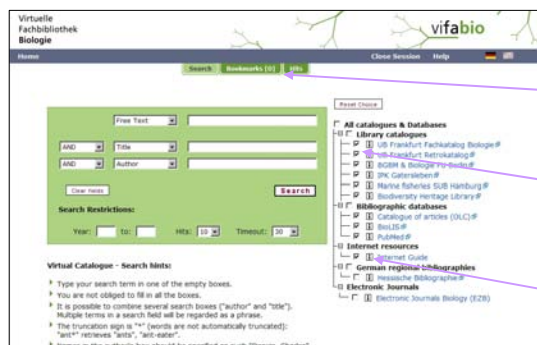 Virtuelle
Fachbibliothek
Biologie
vifabio
Home
Close Session Help
Search Bookmarks (0) Hits
Reset Choice
Free Text
AND Title
AND Author
Clear fields Search
Search Restrictions:
Year: to: Hits: 10 Timeout: 30
All catalogues & Databases
Library catalogues
UB Frankfurt Fachkatalog Biologie
UB Frankfurt Retrokatalog
BGBM & Biologie FU Berlin
IPK Gatersleben
Marine fisheries SUB Hamburg
Biodiversity Heritage Library
Bibliographic databases
Catalogue of articles (OLC)
BioLIS
PubMed
Internet resources
Internet Guide
German regional bibliographies
Hessische Bibliographie
Electronic Journals
Electronic Journals Biology (EZB)
Virtual Catalogue - Search hints:
Type your search term in one of the empty boxes.
You are not obliged to fill in all the boxes.
It is possible to combine several search boxes ("author" and "title").
Multiple terms in a search field will be regarded as a phrase.
The truncation sign is "*" (words are not automatically truncated):
"ant*" retrieves "ants", "ant-eater".